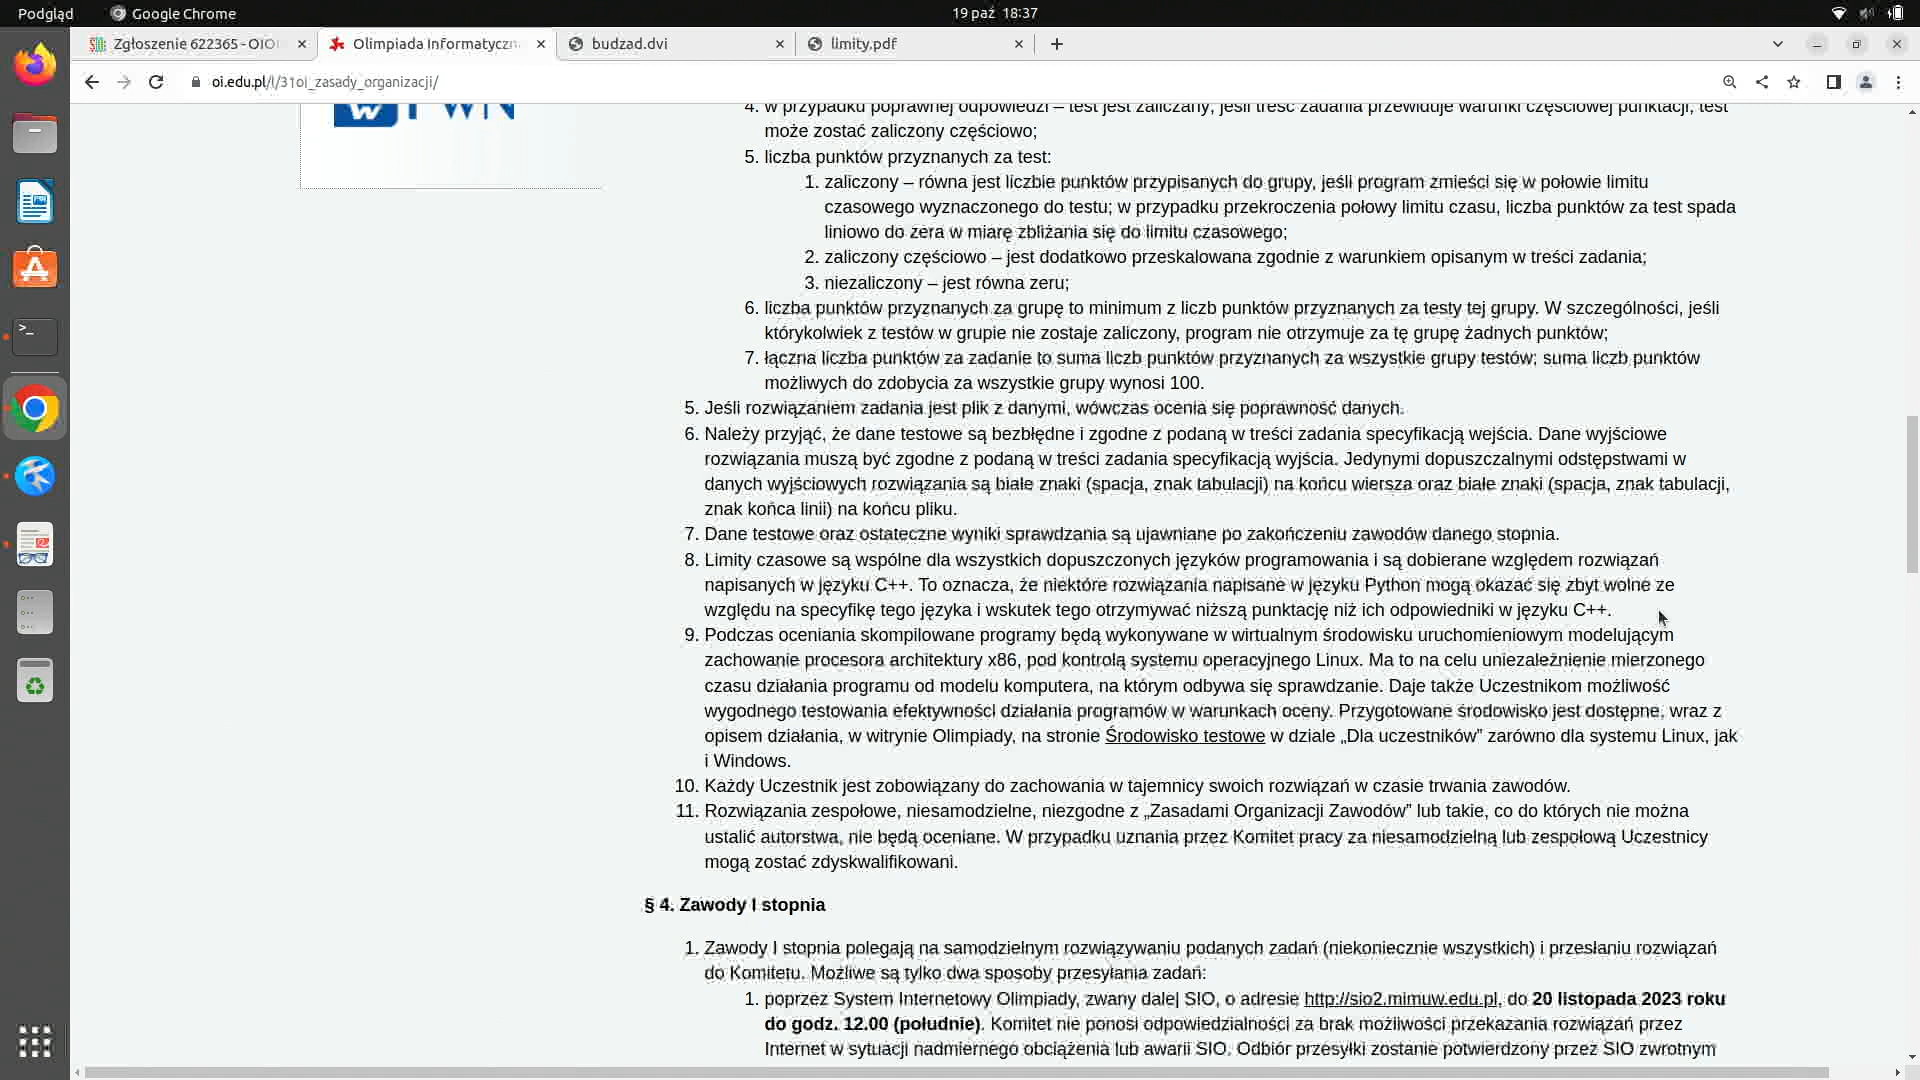 Podgląd
Google Chrome
19 paź 18:37
Zgłoszenie 622365 - OIO
Olimpiada Informatyczn
budzad.dvi
limity.pdf
oi.edu.pl/l/31oi_zasady_organizacji/
PWN
4. w przypadku poprawnej odpowiedzi – test jest zaliczany; jeśli treść zadania przewiduje warunki częściowej punktacji, test
może zostać zaliczony częściowo;
5. liczba punktów przyznanych za test:
1. zaliczony – równa jest liczbie punktów przypisanych do grupy, jeśli program zmieści się w połowie limitu
czasowego wyznaczonego do testu; w przypadku przekroczenia połowy limitu czasu, liczba punktów za test spada
liniowo do zera w miarę zbliżania się do limitu czasowego;
2. zaliczony częściowo – jest dodatkowo przeskalowana zgodnie z warunkiem opisanym w treści zadania;
3. niezaliczony – jest równa zeru;
6. liczba punktów przyznanych za grupę to minimum z liczb punktów przyznanych za testy tej grupy. W szczególności, jeśli
którykolwiek z testów w grupie nie zostaje zaliczony, program nie otrzymuje za tę grupę żadnych punktów;
7. łączna liczba punktów za zadanie to suma liczb punktów przyznanych za wszystkie grupy testów; suma liczb punktów
możliwych do zdobycia za wszystkie grupy wynosi 100.
5. Jeśli rozwiązaniem zadania jest plik z danymi, wówczas ocenia się poprawność danych.
6. Należy przyjąć, że dane testowe są bezbłędne i zgodne z podaną w treści zadania specyfikacją wejścia. Dane wyjściowe
rozwiązania muszą być zgodne z podaną w treści zadania specyfikacją wyjścia. Jedynymi dopuszczalnymi odstępstwami w
danych wyjściowych rozwiązania są białe znaki (spacja, znak tabulacji) na końcu wiersza oraz białe znaki (spacja, znak tabulacji,
znak końca linii) na końcu pliku.
7. Dane testowe oraz ostateczne wyniki sprawdzania są ujawniane po zakończeniu zawodów danego stopnia.
8. Limity czasowe są wspólne dla wszystkich dopuszczonych języków programowania i są dobierane względem rozwiązań
napisanych w języku C++. To oznacza, że niektóre rozwiązania napisane w języku Python mogą okazać się zbyt wolne ze
względu na specyfikę tego języka i wskutek tego otrzymywać niższą punktację niż ich odpowiedniki w języku C++.
9. Podczas oceniania skompilowane programy będą wykonywane w wirtualnym środowisku uruchomieniowym modelującym
zachowanie procesora architektury x86, pod kontrolą systemu operacyjnego Linux. Ma to na celu uniezależnienie mierzonego
czasu działania programu od modelu komputera, na którym odbywa się sprawdzanie. Daje także Uczestnikom możliwość
wygodnego testowania efektywności działania programów w warunkach oceny. Przygotowane środowisko jest dostępne, wraz z
opisem działania, w witrynie Olimpiady, na stronie Środowisko testowe w dziale „Dla uczestników” zarówno dla systemu Linux, jak
i Windows.
10. Każdy Uczestnik jest zobowiązany do zachowania w tajemnicy swoich rozwiązań w czasie trwania zawodów.
11. Rozwiązania zespołowe, niesamodzielne, niezgodne z „Zasadami Organizacji Zawodów” lub takie, co do których nie można
ustalić autorstwa, nie będą oceniane. W przypadku uznania przez Komitet pracy za niesamodzielną lub zespołową Uczestnicy
mogą zostać zdyskwalifikowani.
§ 4. Zawody I stopnia
1. Zawody I stopnia polegają na samodzielnym rozwiązywaniu podanych zadań (niekoniecznie wszystkich) i przesłaniu rozwiązań
do Komitetu. Możliwe są tylko dwa sposoby przesyłania zadań:
1. poprzez System Internetowy Olimpiady, zwany dalej SIO, o adresie http://sio2.mimuw.edu.pl, do 20 listopada 2023 roku
do godz. 12.00 (południe). Komitet nie ponosi odpowiedzialności za brak możliwości przekazania rozwiązań przez
Internet w sytuacji nadmiernego obciążenia lub awarii SIO. Odbiór przesyłki zostanie potwierdzony przez SIO zwrotnym